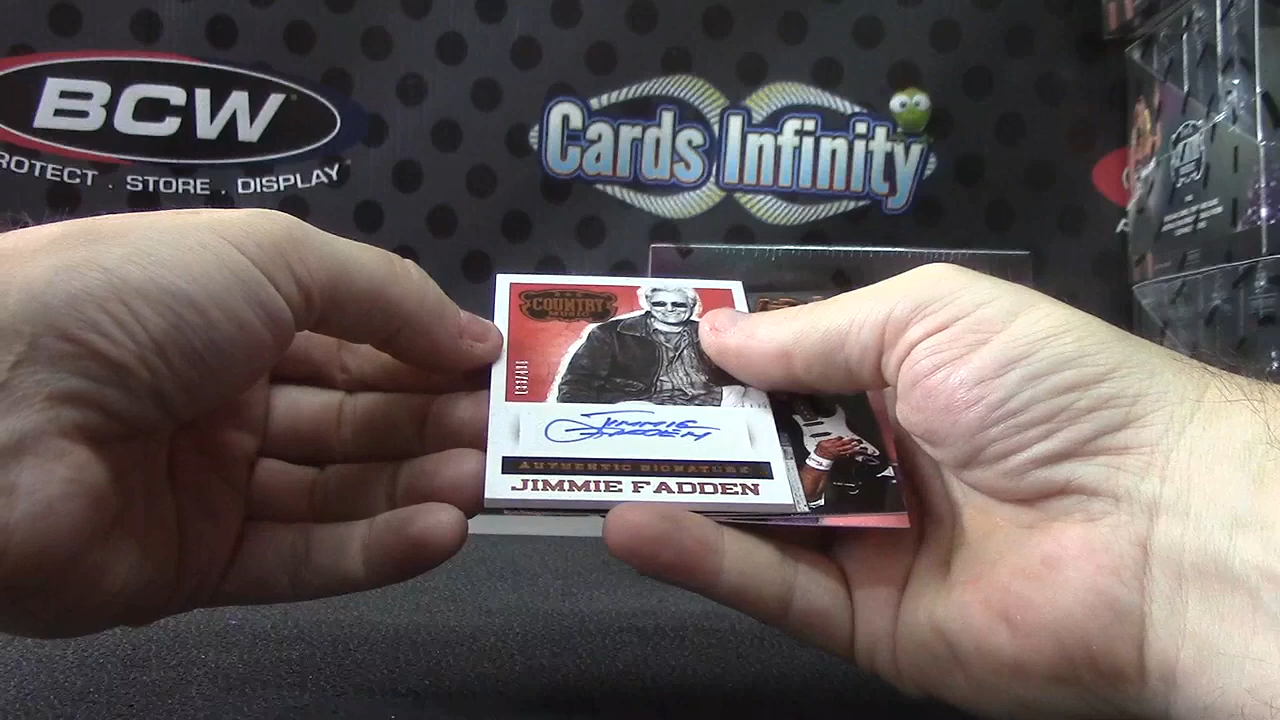 BCW
PROTECT . STORE . DISPLAY
Cards Infinity
COUNTRY
MUSIC
JIMMIE
FADDEN
AUTHENTIC SIGNATURE
JIMMIE FADDEN